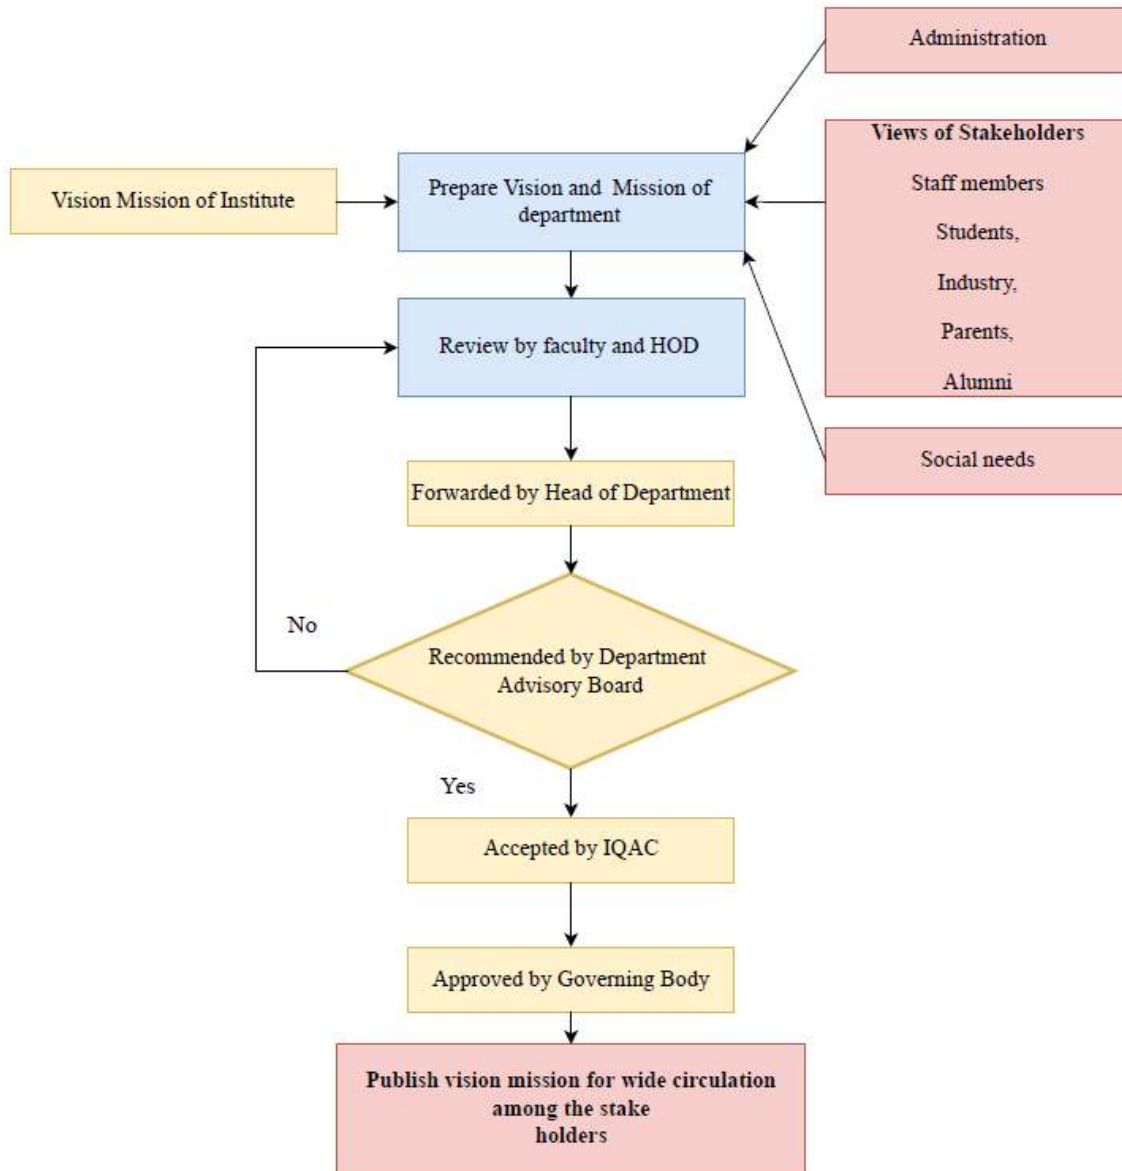 Administration
Views of Stakeholders
Staff members
Students,
Industry,
Parents,
Alumni
Social needs
Vision Mission of Institute
Prepare Vision and Mission of
department
Review by faculty and HOD
Forwarded by Head of Department
No
Recommended by Department
Advisory Board
Yes
Accepted by IQAC
Approved by Governing Body
Publish vision mission for wide circulation
among the stake
holders